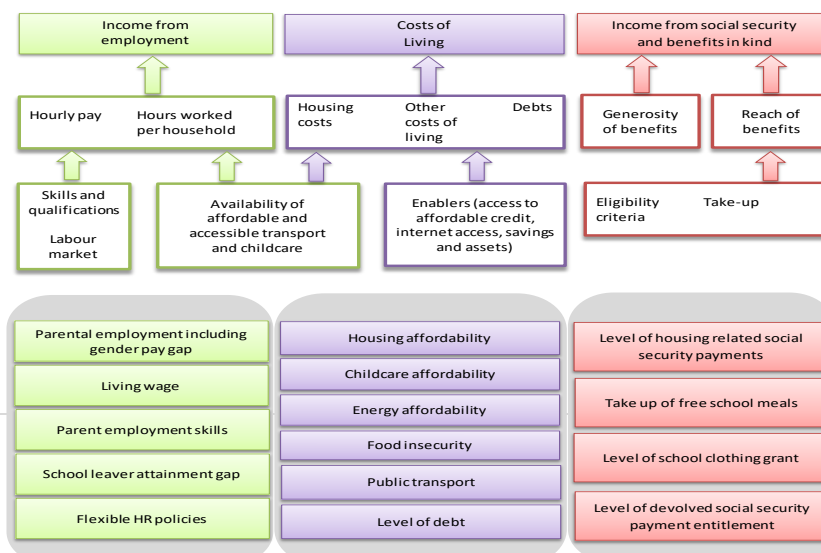 Income from
employment
Costs of
Living
Income from social security
and benefits in kind
Hourly pay
Hours worked
per household
Housing
costs
Other
costs of
living
Debts
Generosity
of benefits
Reach of
benefits
Skills and
qualifications
Labour
market
Availability of
affordable and
accessible transport
and childcare
Enablers (access to
affordable credit,
internet access, savings
and assets)
Eligibility
criteria
Take-up
Parental employment including
gender pay gap
Living wage
Parent employment skills
School leaver attainment gap
Flexible HR policies
Housing affordability
Childcare affordability
Energy affordability
Food insecurity
Public transport
Level of debt
Level of housing related social
security payments
Take up of free school meals
Level of school clothing grant
Level of devolved social security
payment entitlement